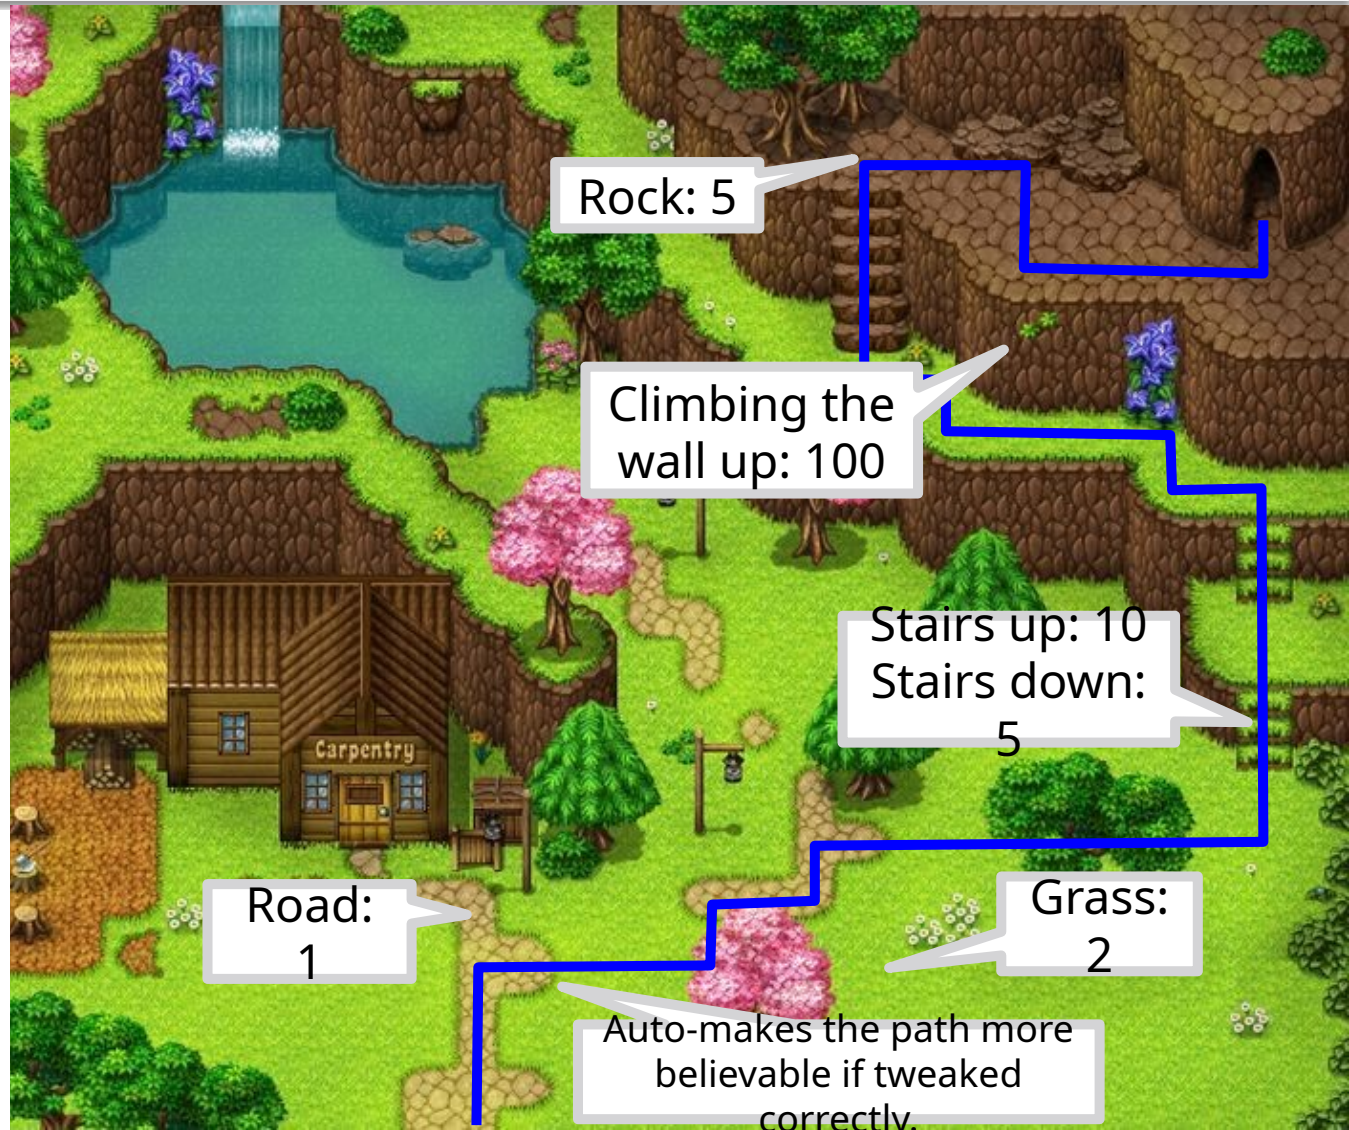 Rock: 5
Climbing the
wall up: 100
Stairs up: 10
Stairs down:
5
Carpentry
Road:
1
Grass:
2
Auto-makes the path more
believable if tweaked
correctly.